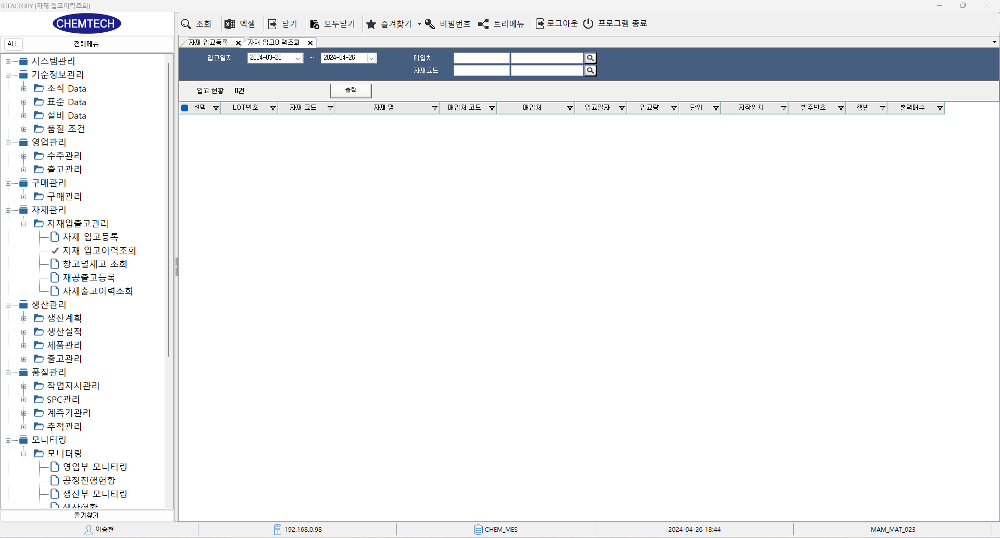 RTFACTORY [자재 입고이력조회]
CHEMTECH
조회 엑셀 닫기 모두닫기 즐겨찾기 비밀번호 트리메뉴 로그아웃 프로그램 종료
ALL 전체메뉴
자재 입고등록 자재 입고이력조회
입고일자 2024-03-26 ~ 2024-04-26 매입처
자재코드
입고 현황 0건 출력
선택 LOT번호 자재 코드 자재 명 매입처 코드 매입처 입고일자 입고량 단위 저장위치 발주번호 행번 출력매수
시스템관리
기준정보관리
조직 Data
표준 Data
설비 Data
품질 조건
영업관리
수주관리
출고관리
구매관리
구매관리
자재관리
자재입출고관리
자재 입고등록
자재 입고이력조회
창고별재고 조회
재공출고등록
자재출고이력조회
생산관리
생산계획
생산실적
제품관리
출고관리
품질관리
작업지시관리
SPC관리
계측기관리
추적관리
모니터링
모니터링
영업부 모니터링
공정진행현황
생산부 모니터링
생산현황
즐겨찾기
이승현 192.168.0.98 CHEM_MES 2024-04-26 18:44 MAM_MAT_023